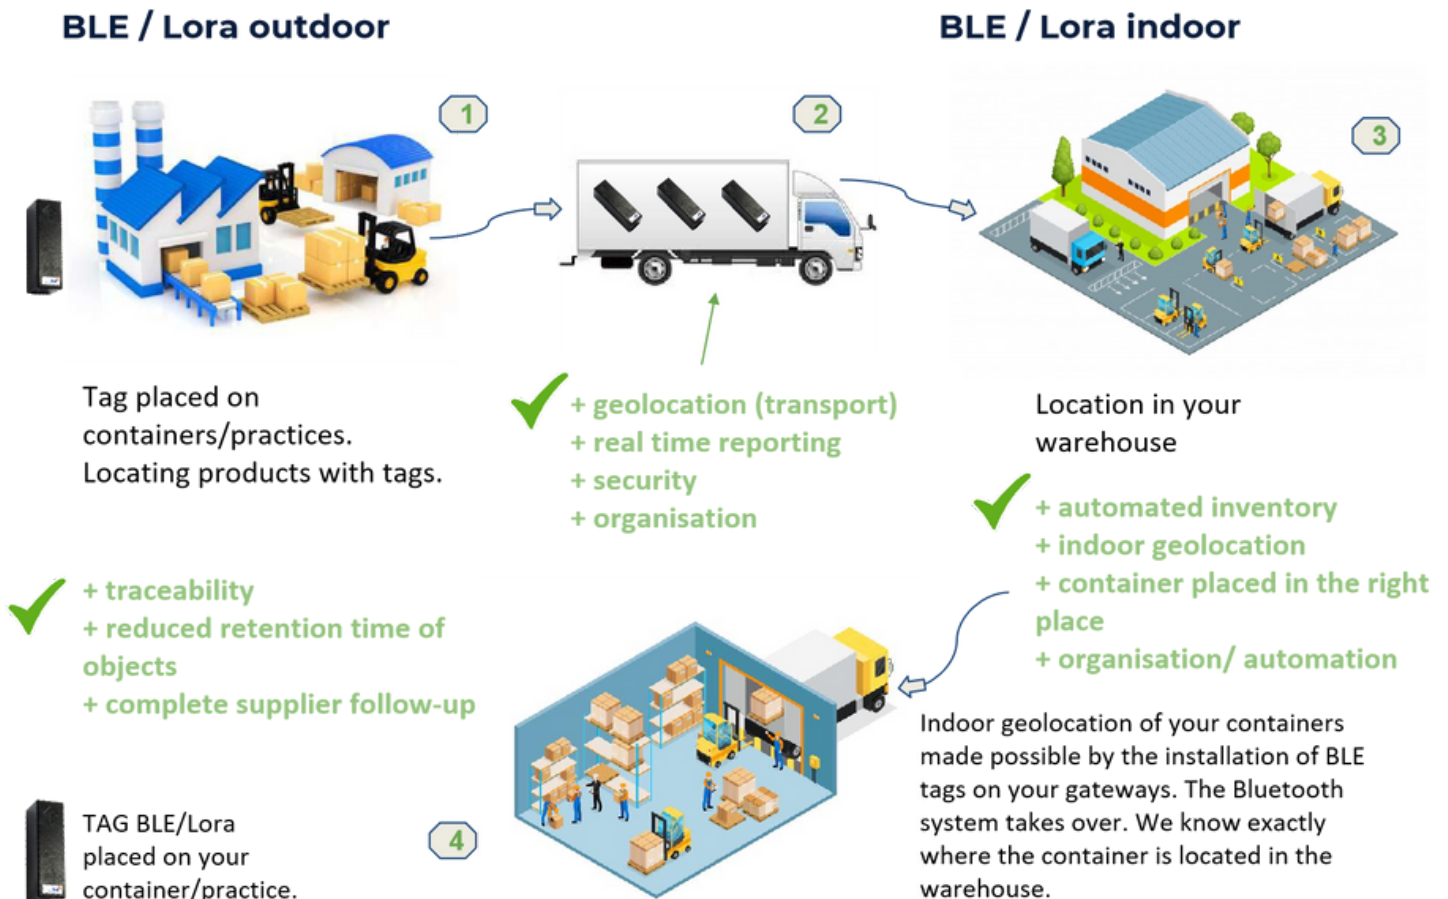 BLE / Lora outdoor
BLE / Lora indoor
1
2
3
Tag placed on
containers/practices.
Locating products with tags.
+ geolocation (transport)
+ real time reporting
+ security
+ organisation
Location in your
warehouse
+ automated inventory
+ indoor geolocation
+ container placed in the right
place
+ organisation/ automation
+ traceability
+ reduced retention time of
objects
+ complete supplier follow-up
Indoor geolocation of your containers
made possible by the installation of BLE
tags on your gateways. The Bluetooth
system takes over. We know exactly
where the container is located in the
warehouse.
TAG BLE/Lora
placed on your
container/practice.
4